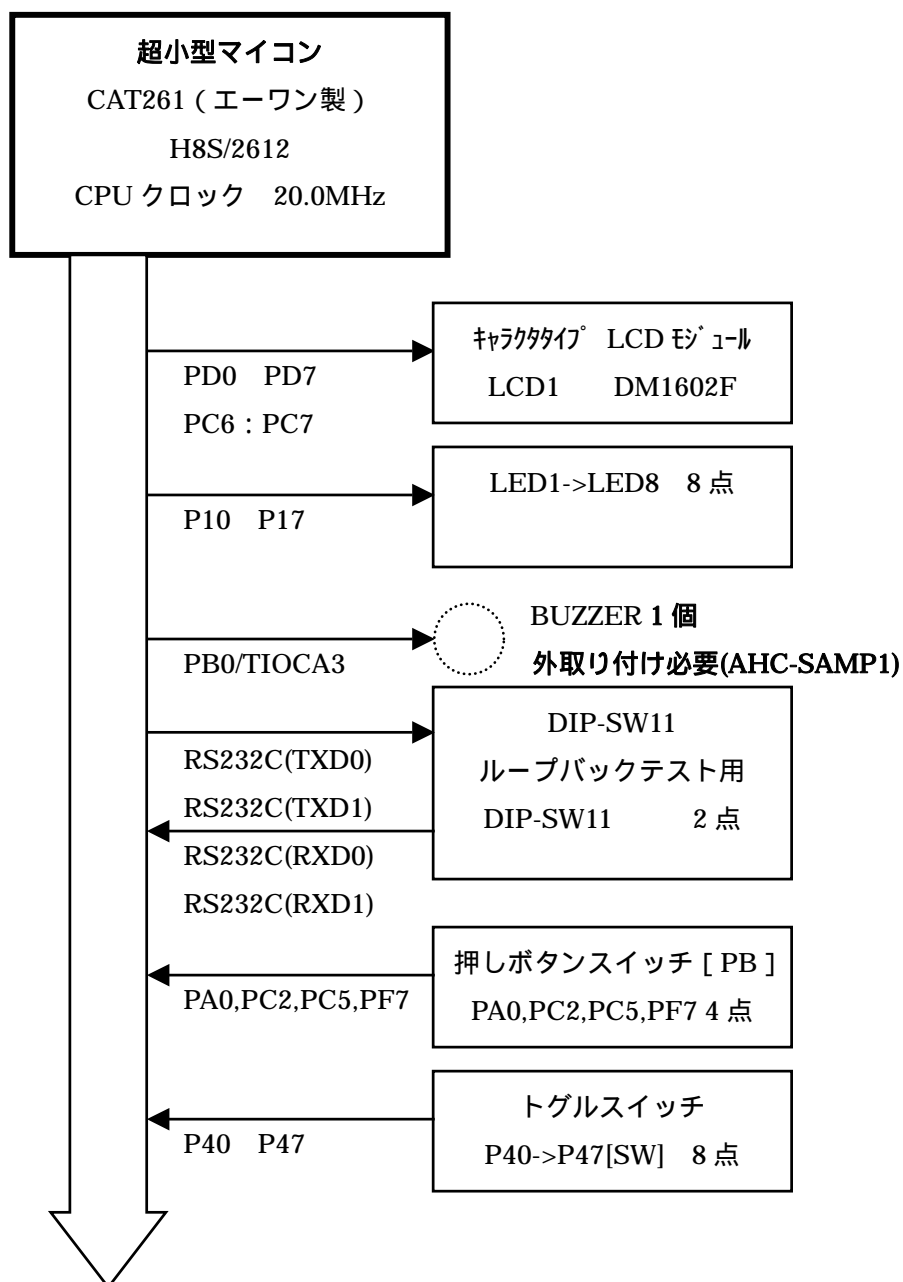 超小型マイコン
CAT261（エーワン製）
H8S/2612
CPU クロック　20.0MHz
ｷｬﾗｸﾀﾀｲﾌﾟ　LCD ﾓｼﾞｭｰﾙ
LCD1　DM1602F
PD0　PD7
PC6：PC7
LED1->LED8　8 点
P10　P17
BUZZER 1 個
外取り付け必要(AHC-SAMP1)
PB0/TIOCA3
DIP-SW11
ループバックテスト用
DIP-SW11　2 点
RS232C(TXD0)
RS232C(TXD1)
RS232C(RXD0)
RS232C(RXD1)
押しボタンスイッチ［PB］
PA0,PC2,PC5,PF7 4 点
PA0,PC2,PC5,PF7
トグルスイッチ
P40->P47[SW]　8 点
P40　P47